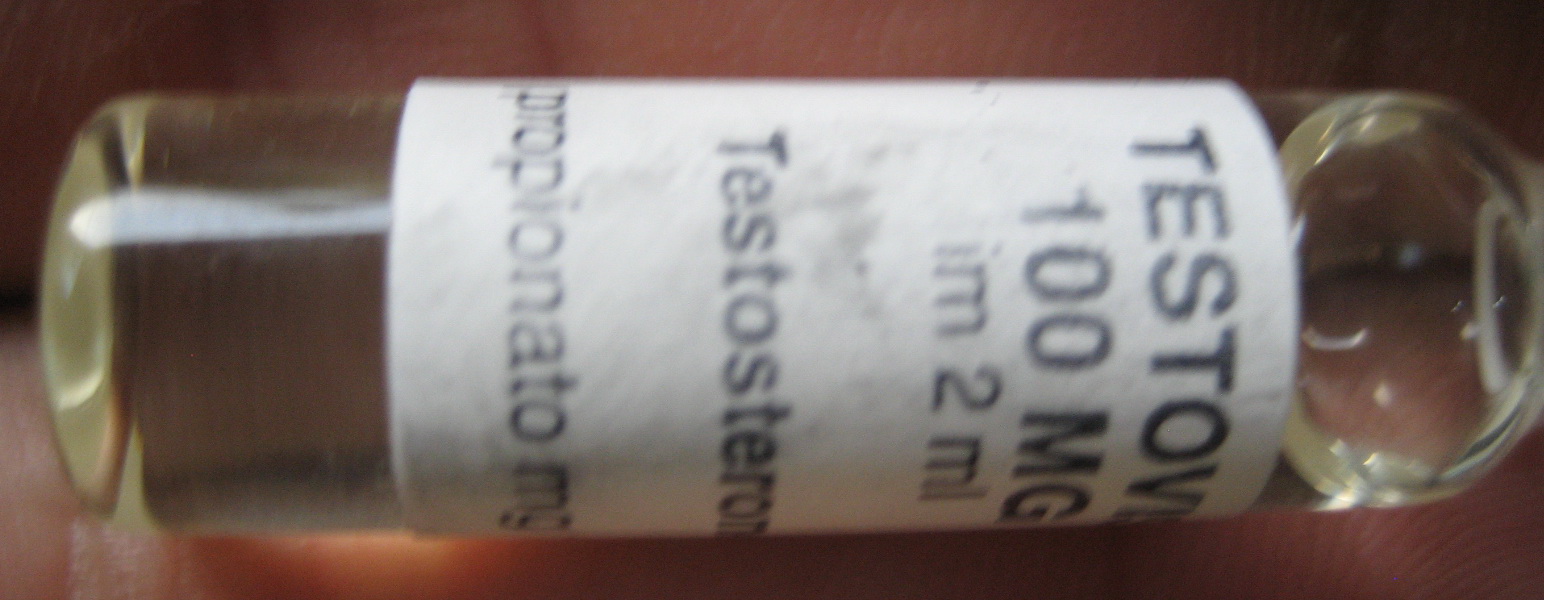 TESTOV
100 MG
im 2 ml
Testosteron
propionato mg